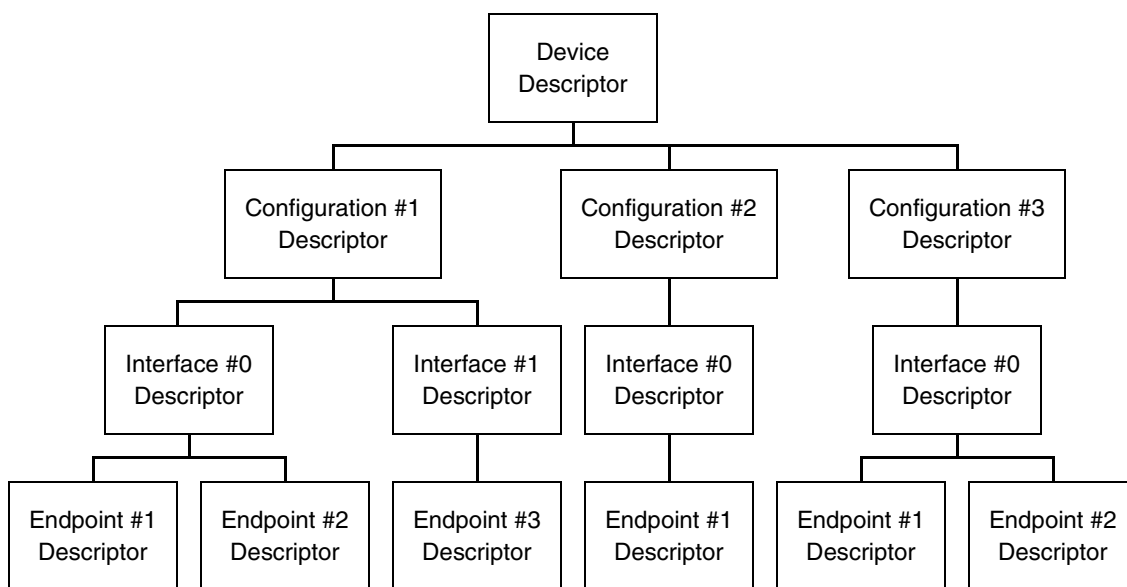 Device
Descriptor
Configuration #1
Descriptor
Configuration #2
Descriptor
Configuration #3
Descriptor
Interface #0
Descriptor
Interface #1
Descriptor
Interface #0
Descriptor
Interface #0
Descriptor
Endpoint #1
Descriptor
Endpoint #2
Descriptor
Endpoint #3
Descriptor
Endpoint #1
Descriptor
Endpoint #1
Descriptor
Endpoint #2
Descriptor